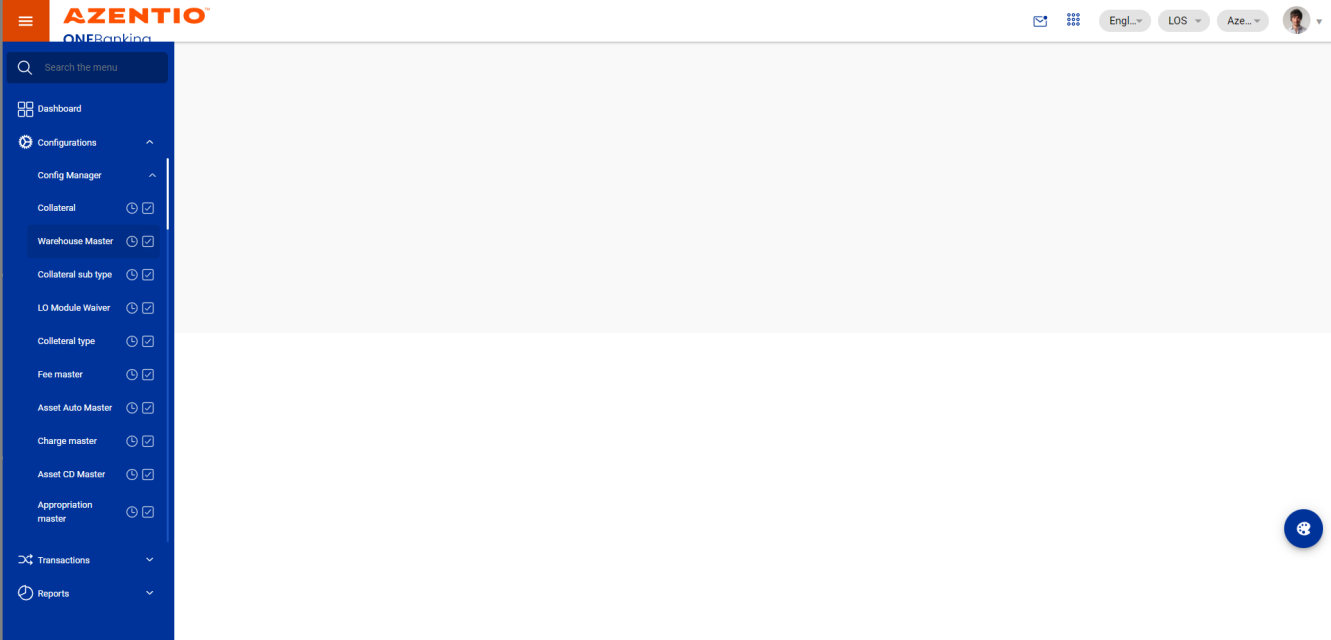 AZENTIO
ONEBanking
Engl...
LOS
Aze...
Search the menu
Dashboard
Configurations
Config Manager
Collateral
Warehouse Master
Collateral sub type
LO Module Waiver
Colleteral type
Fee master
Asset Auto Master
Charge master
Asset CD Master
Appropriation
master
Transactions
Reports